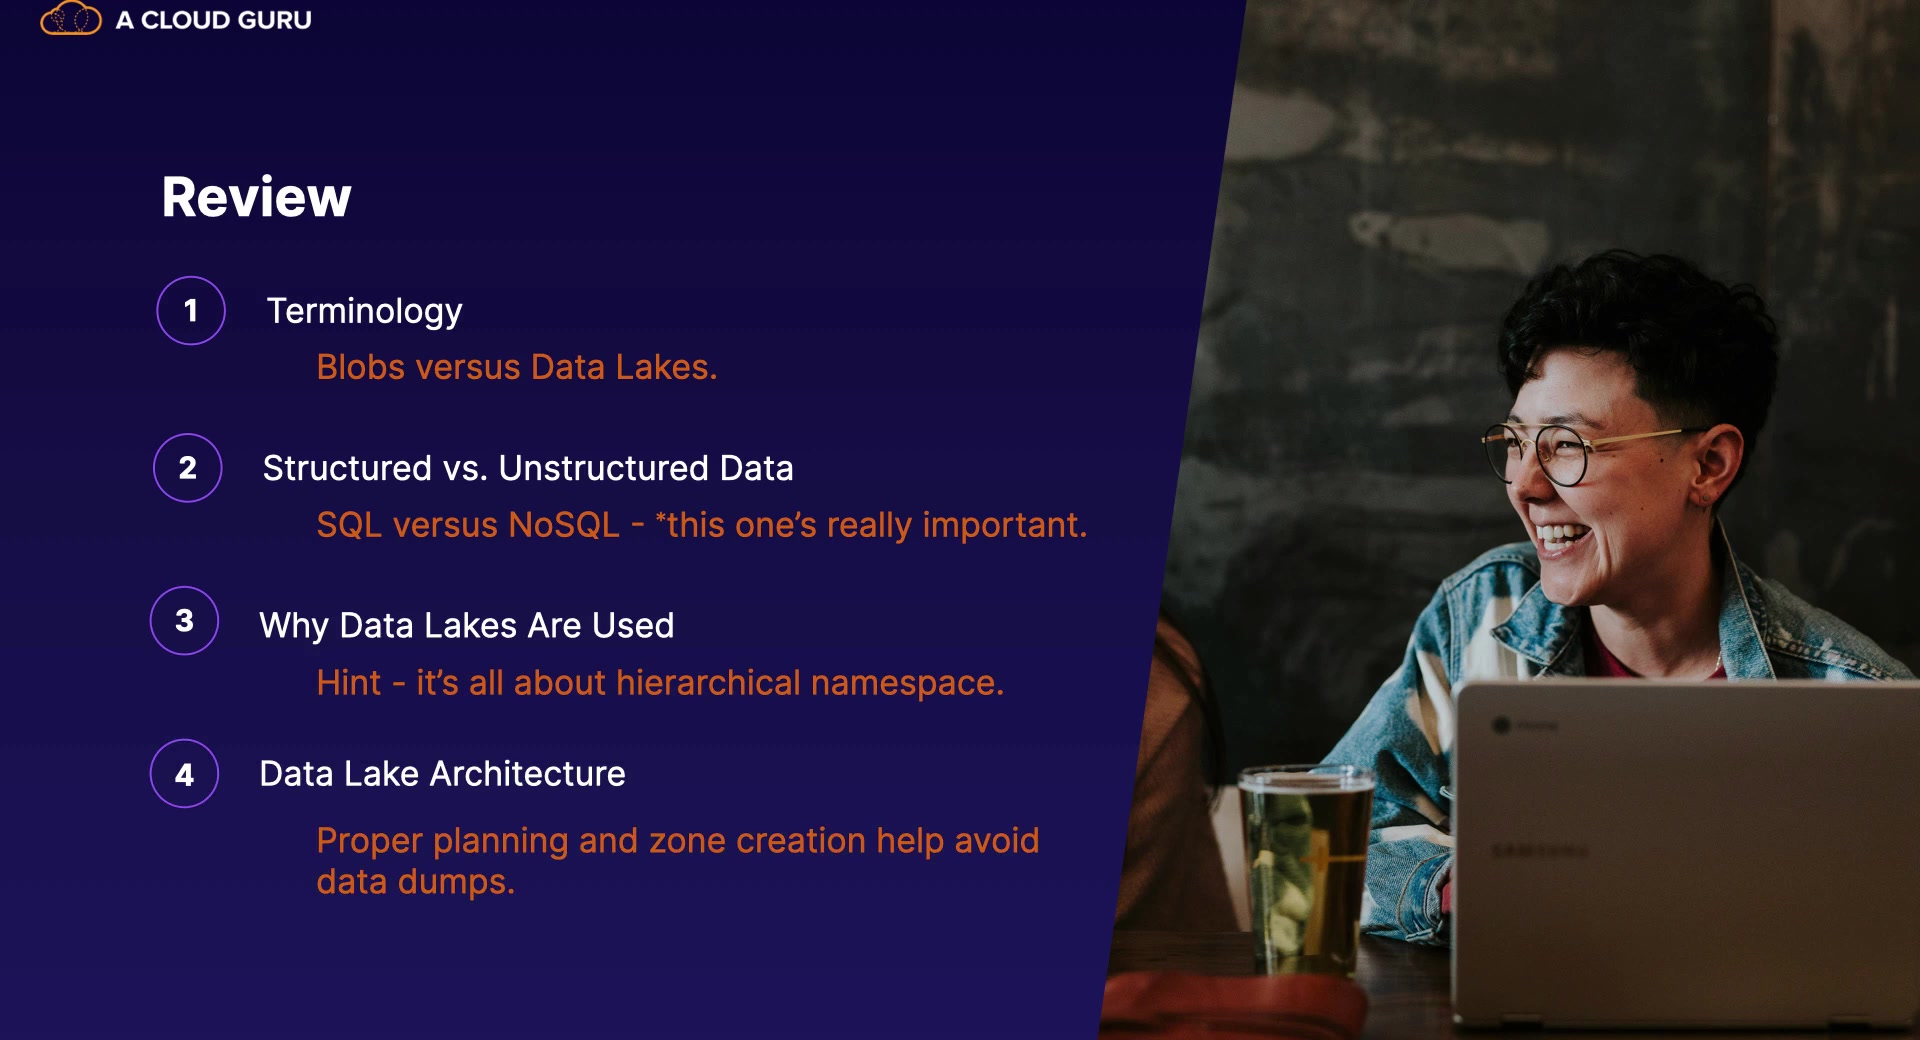 A CLOUD GURU
Review
1 Terminology
Blobs versus Data Lakes.
2 Structured vs. Unstructured Data
SQL versus NoSQL - *this one’s really important.
3 Why Data Lakes Are Used
Hint - it’s all about hierarchical namespace.
4 Data Lake Architecture
Proper planning and zone creation help avoid
data dumps.